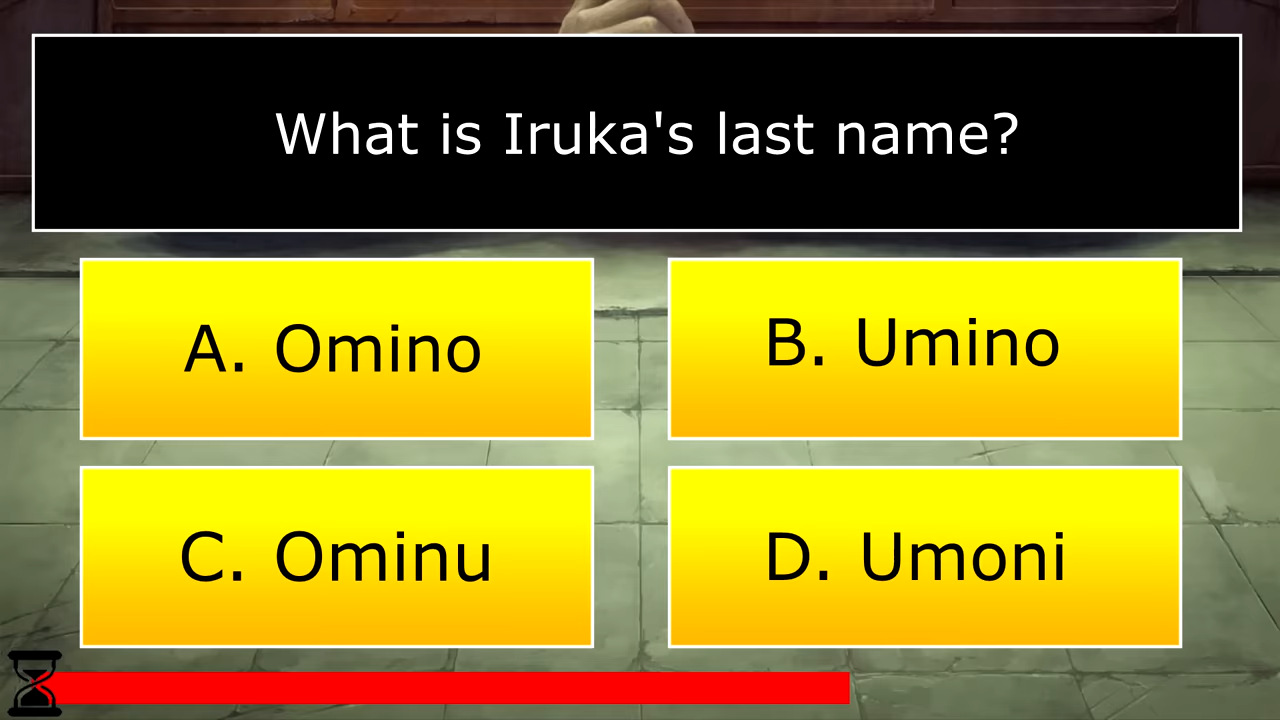 What is Iruka's last name?
A. Omino
B. Umino
C. Ominu
D. Umoni